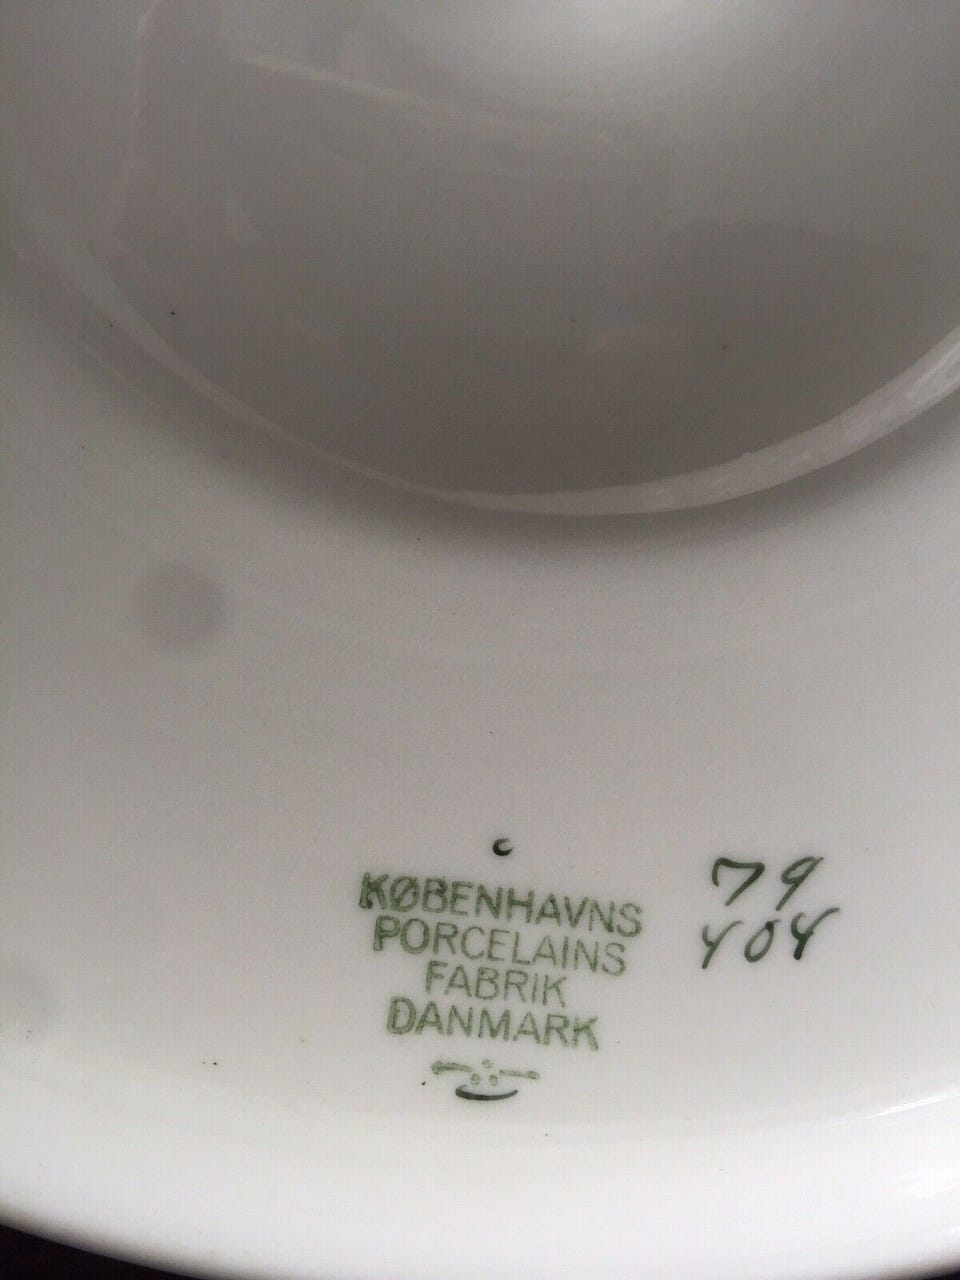 KØBENHAVNS
PORCELAINS
FABRIK
DANMARK
79
404